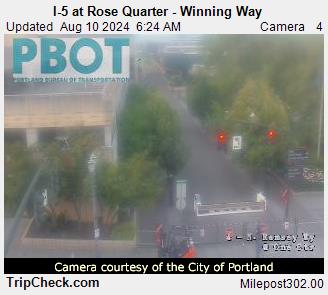 I-5 at Rose Quarter - Winning Way
Updated Aug 10 2024 6:24 AM Camera 4
PBOT
PORTLAND BUREAU OF TRANSPORTATION
Camera courtesy of the City of Portland
TripCheck.com Milepost302.00